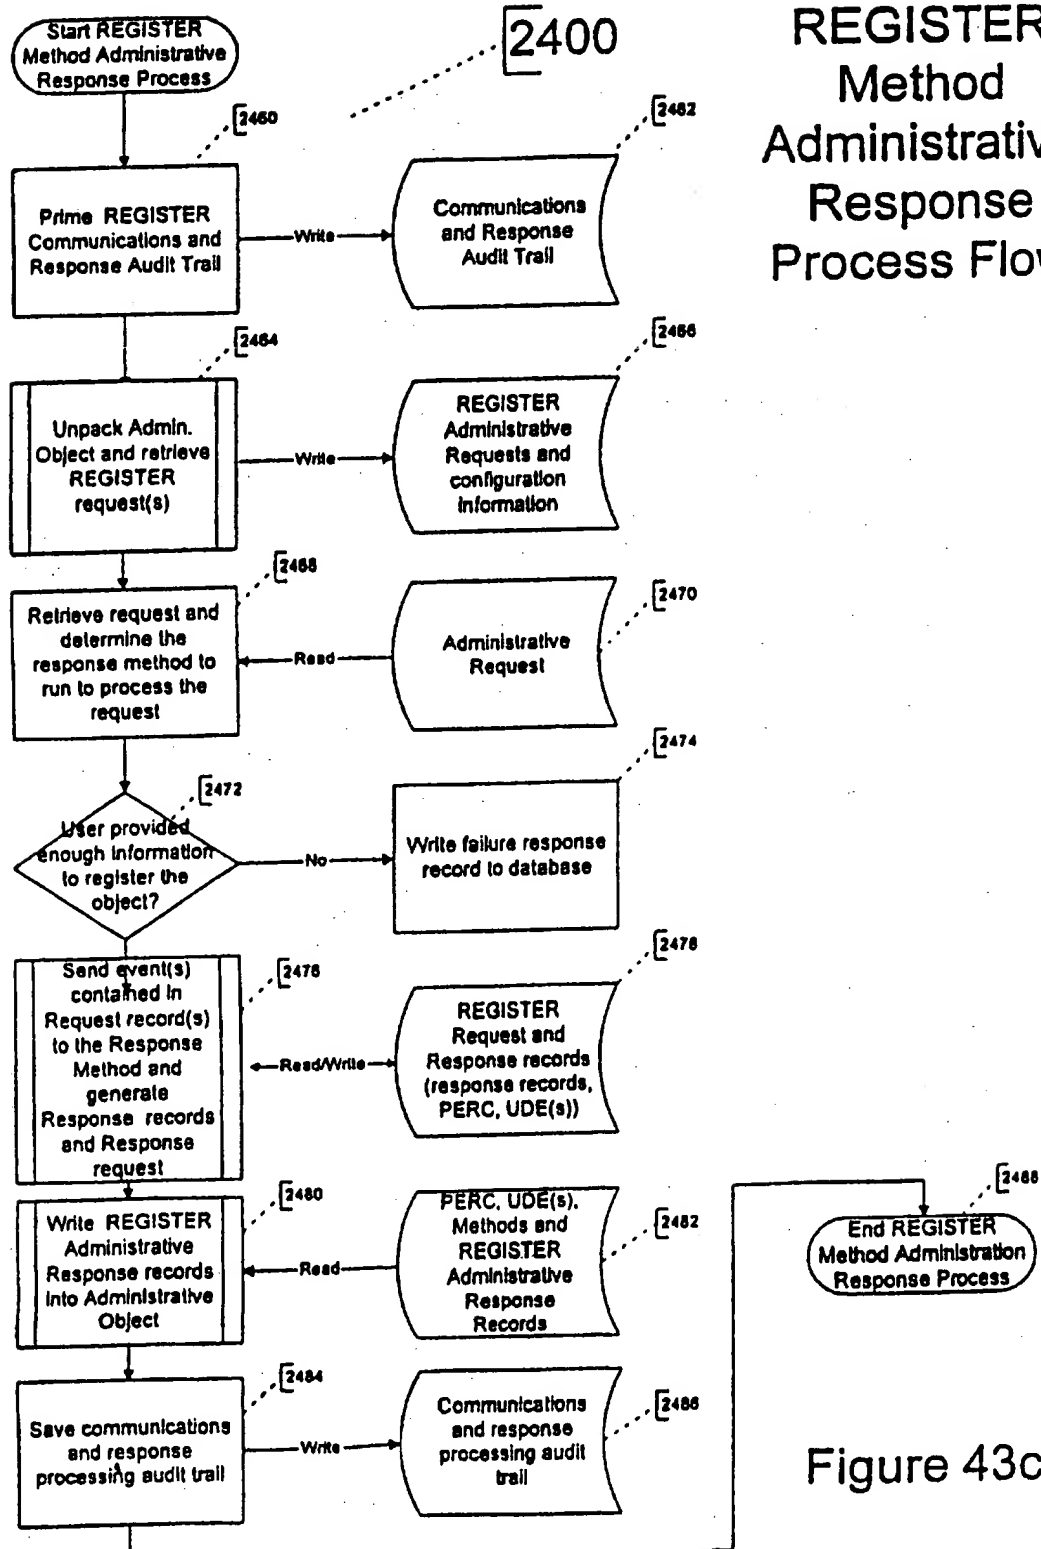 Start REGISTER
Method Administrative
Response Process
2400
REGISTER
Method
Administrativ
Response
Process Flow
2460
Prime REGISTER
Communications and
Response Audit Trail
Write
2462
Communications
and Response
Audit Trail
2464
Unpack Admin.
Object and retrieve
REGISTER
request(s)
Write
2466
REGISTER
Administrative
Requests and
configuration
information
2468
Retrieve request and
determine the
response method to
run to process the
request
Read
2470
Administrative
Request
2472
User provided
enough information
to register the
object?
No
2474
Write failure response
record to database
2476
Send event(s)
contained in
Request record(s)
to the Response
Method and
generate
Response records
and Response
request
Read/Write
2478
REGISTER
Request and
Response records
(response records,
PERC, UDE(s))
2480
Write REGISTER
Administrative
Response records
into Administrative
Object
Read
2482
PERC, UDE(s),
Methods and
REGISTER
Administrative
Response
Records
2484
Save communications
and response
processing audit trail
Write
2486
Communications
and response
processing audit
trail
2488
End REGISTER
Method Administration
Response Process
Figure 43c